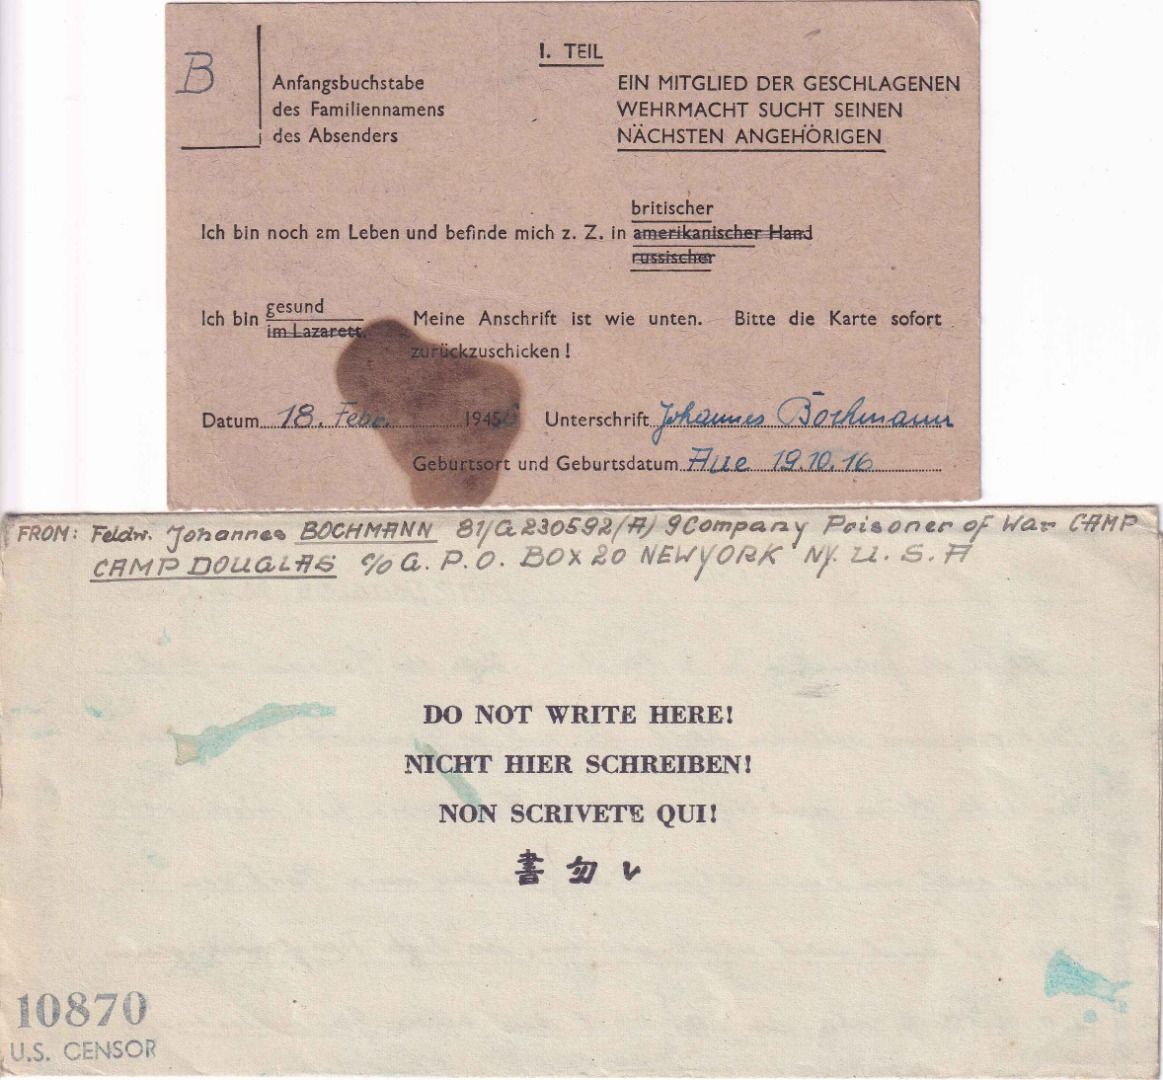 B
I. TEIL
Anfangsbuchstabe
des Familiennamens
des Absenders
EIN MITGLIED DER GESCHLAGENEN
WEHRMACHT SUCHT SEINEN
NÄCHSTEN ANGEHÖRIGEN
britischer
Ich bin noch am Leben und befinde mich z. Z. in amerikanischer Hand
russischer
gesund
Ich bin im Lazarett. Meine Anschrift ist wie unten. Bitte die Karte sofort
zurückzuschicken!
Datum 18. Febr. 1945 Unterschrift Johannes Bochmann
Geburtsort und Geburtsdatum Aue 19.10.16
FROM: Feldw. Johannes BOCHMANN 81/G 230592/(A) 9 Company Prisoner of War CAMP
CAMP DOUGLAS c/o G. P. O. BOX 20 NEW YORK NY. U. S. A
DO NOT WRITE HERE!
NICHT HIER SCHREIBEN!
NON SCRIVETE QUI!
書 勿 レ
10870
U.S. CENSOR